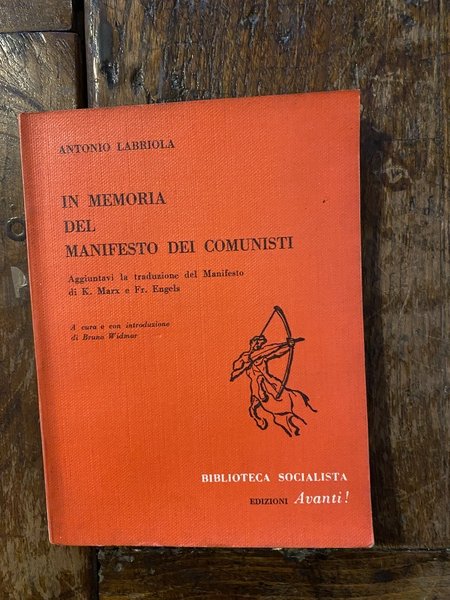 ANTONIO LABRIOLA
IN MEMORIA
DEL
MANIFESTO DEI COMUNISTI
Aggiuntavi la traduzione del Manifesto
di K. Marx e Fr. Engels
A cura e con introduzione
di Bruno Widmar
BIBLIOTECA SOCIALISTA
EDIZIONI Avanti!